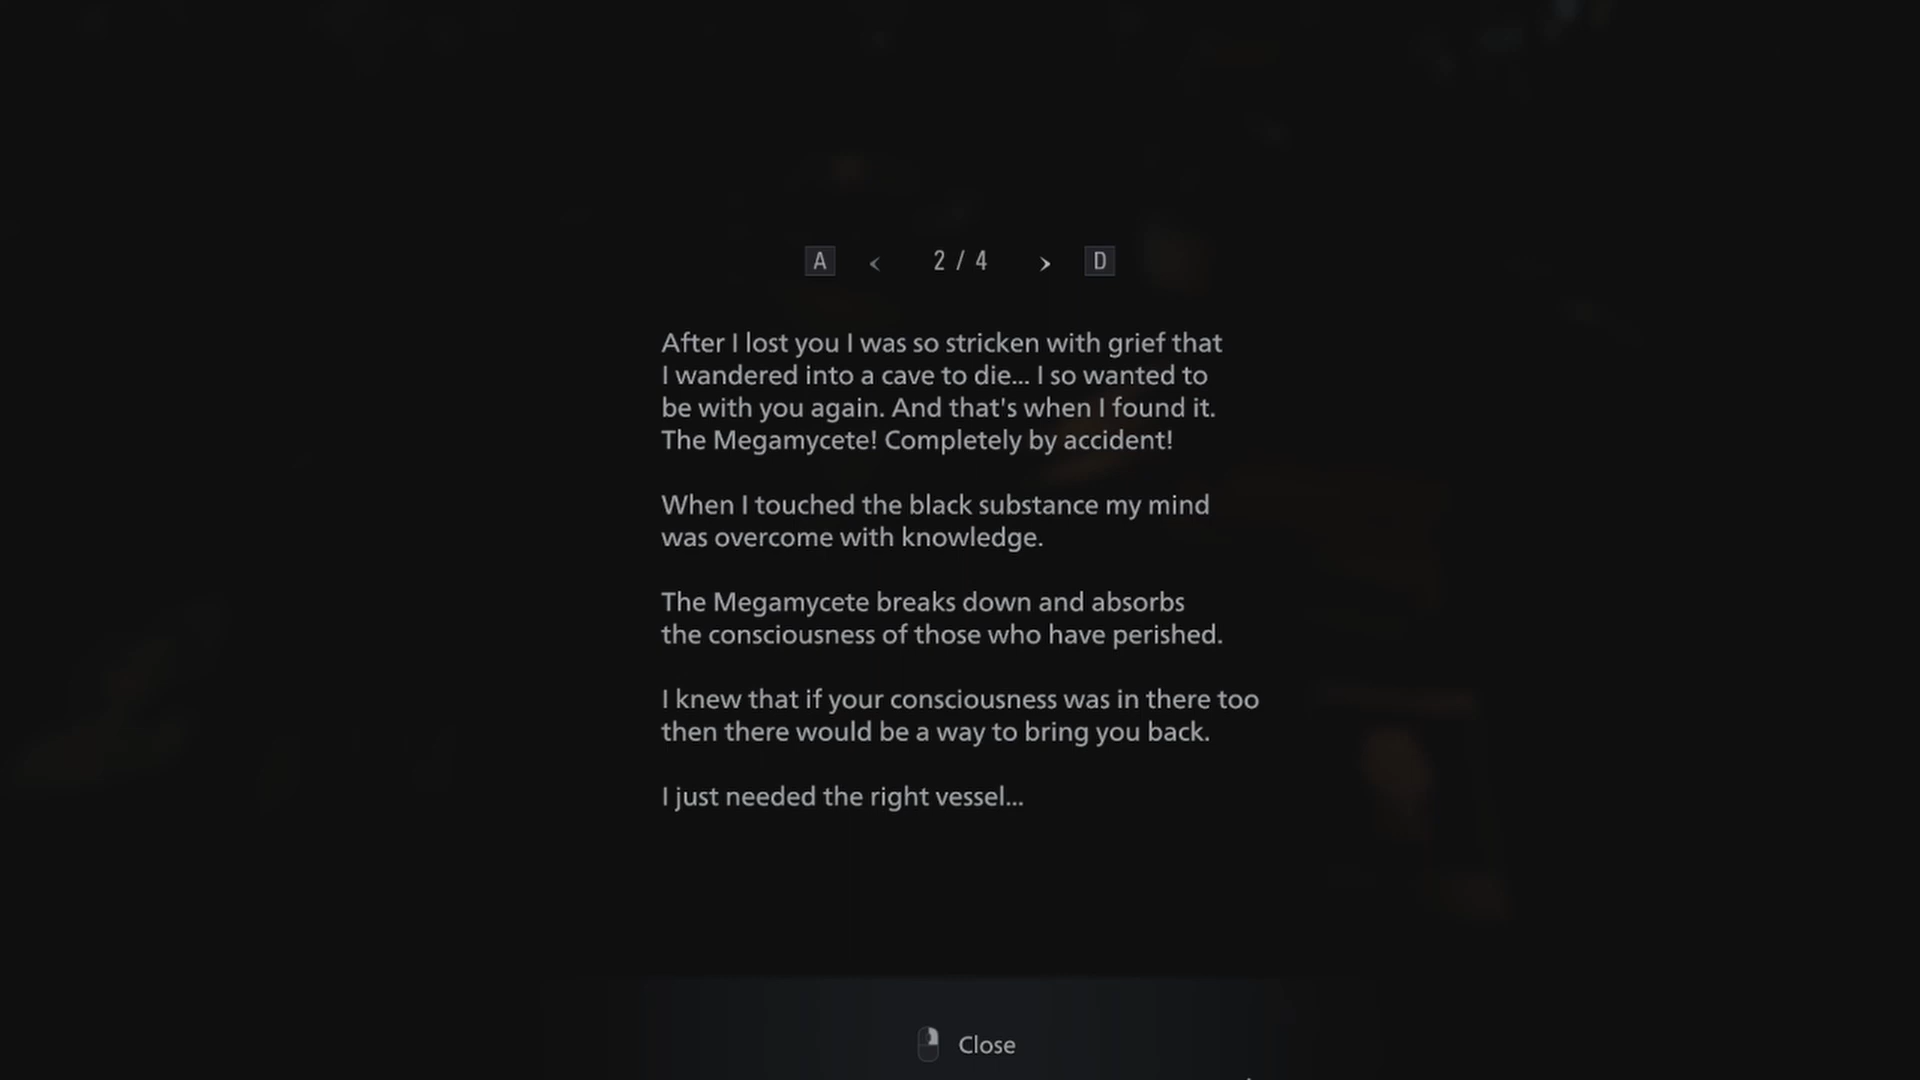 A < 2 / 4 > D
After I lost you I was so stricken with grief that
I wandered into a cave to die... I so wanted to
be with you again. And that's when I found it.
The Megamycete! Completely by accident!
When I touched the black substance my mind
was overcome with knowledge.
The Megamycete breaks down and absorbs
the consciousness of those who have perished.
I knew that if your consciousness was in there too
then there would be a way to bring you back.
I just needed the right vessel...
Close